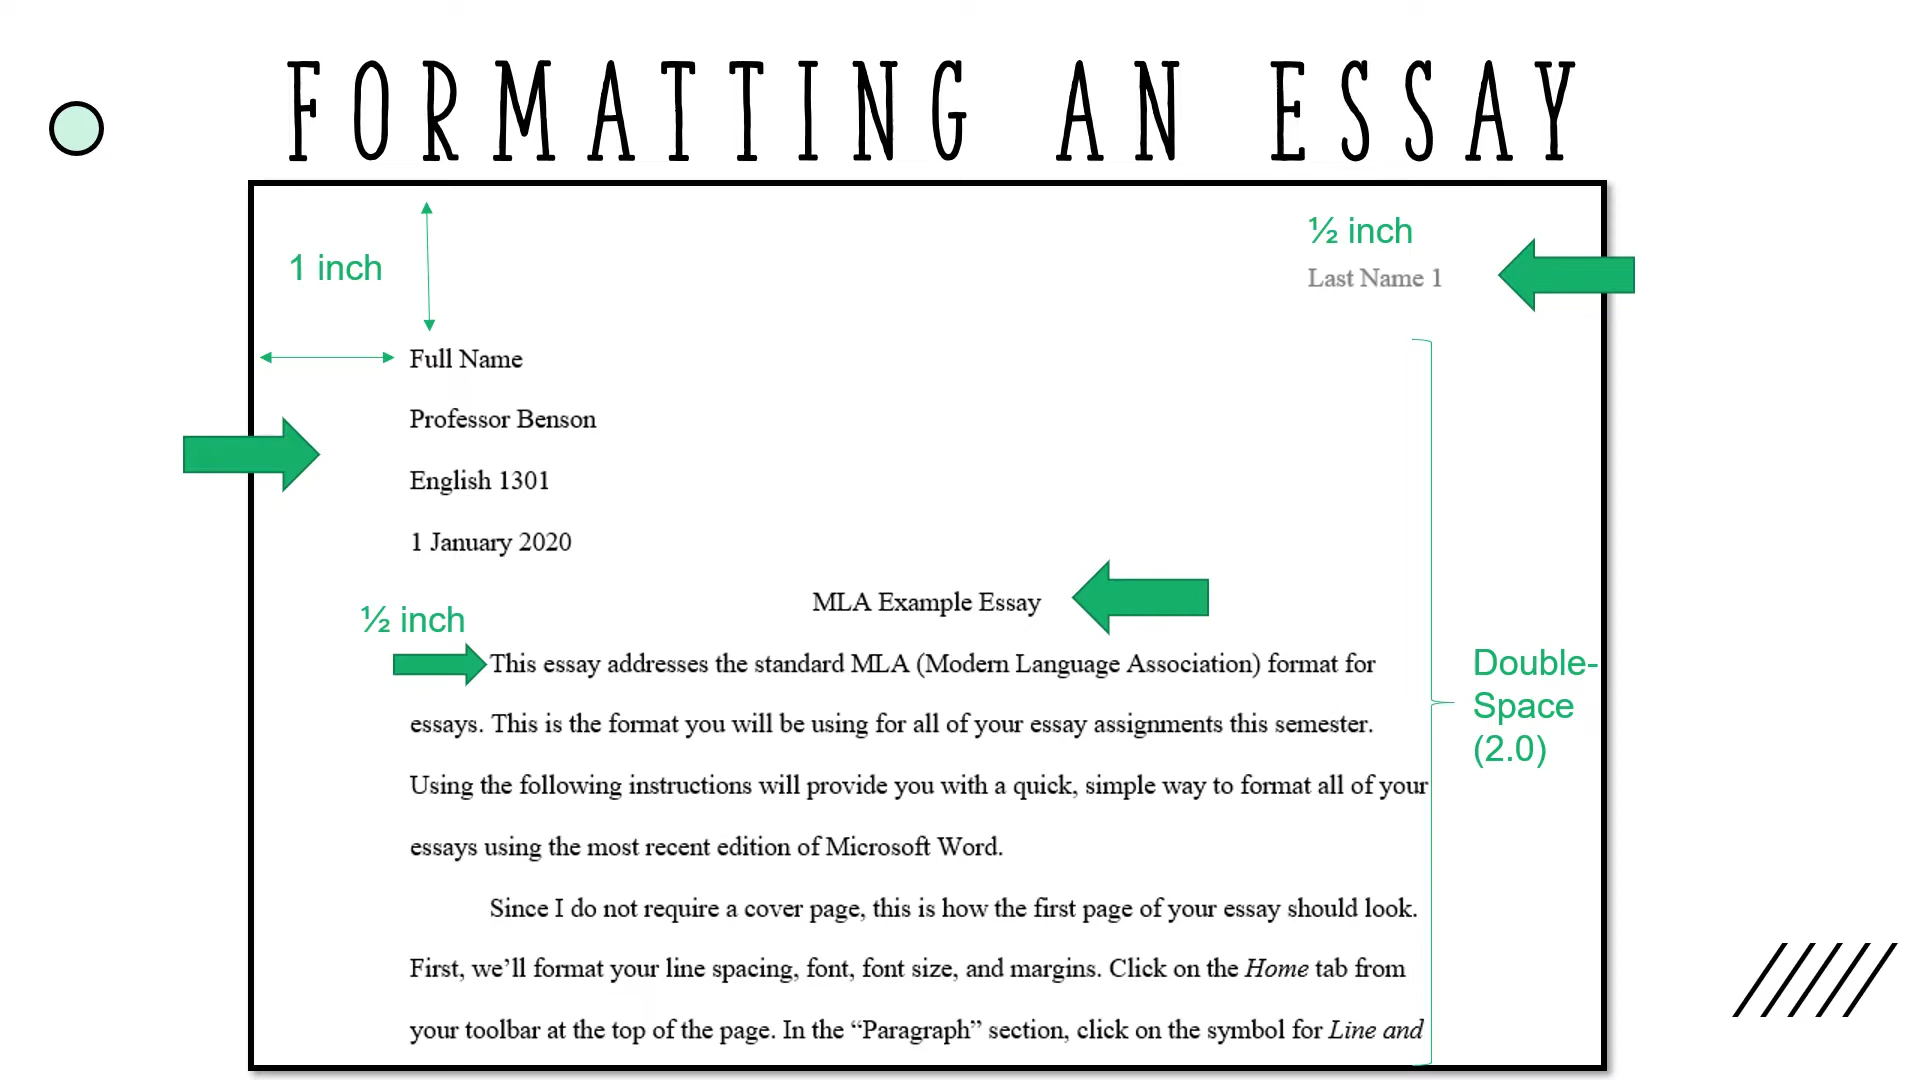 FORMATTING AN ESSAY
½ inch
1 inch
Last Name 1
Full Name
Professor Benson
English 1301
1 January 2020
MLA Example Essay
½ inch
This essay addresses the standard MLA (Modern Language Association) format for
essays. This is the format you will be using for all of your essay assignments this semester.
Using the following instructions will provide you with a quick, simple way to format all of your
essays using the most recent edition of Microsoft Word.
Since I do not require a cover page, this is how the first page of your essay should look.
First, we’ll format your line spacing, font, font size, and margins. Click on the Home tab from
your toolbar at the top of the page. In the “Paragraph” section, click on the symbol for Line and
Double-
Space
(2.0)